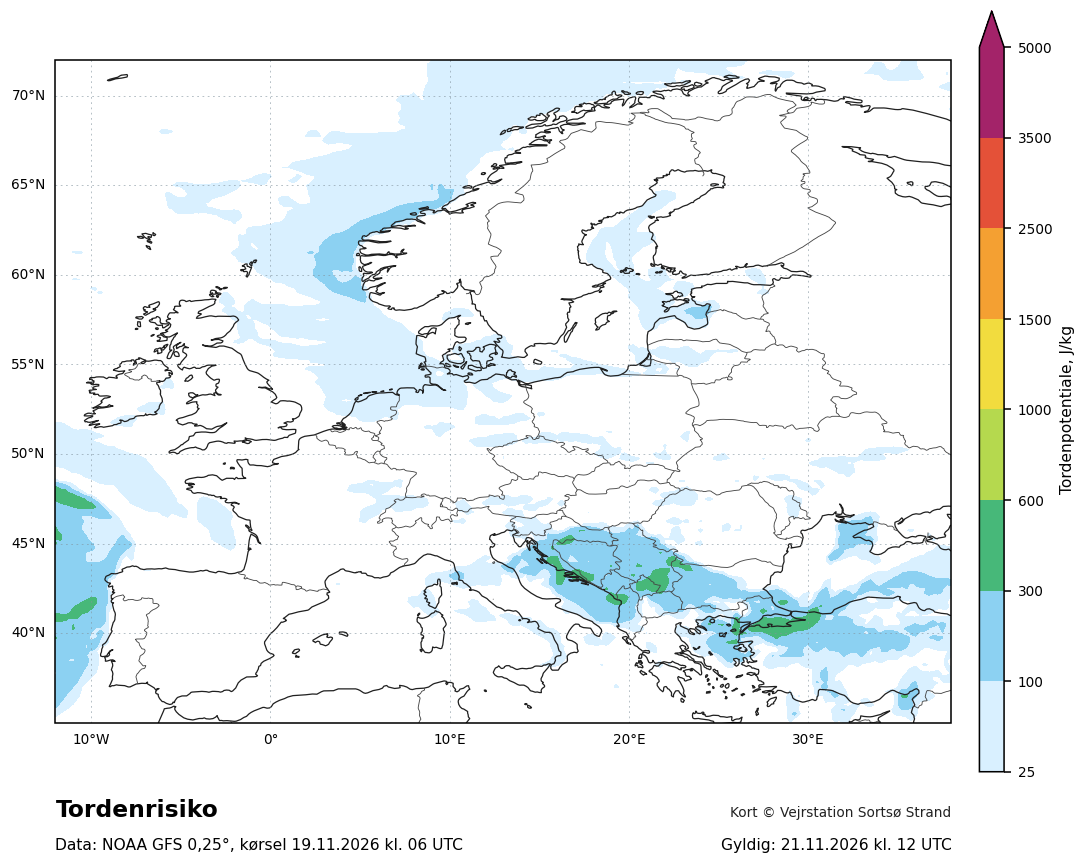 5000
3500
2500
1500
1000
600
300
100
25
Tordenpotentiale, J/kg
70°N
65°N
60°N
55°N
50°N
45°N
40°N
10°W
0°
10°E
20°E
30°E
Tordenrisiko
Kort © Vejrstation Sortsø Strand
Data: NOAA GFS 0,25°, kørsel 19.11.2026 kl. 06 UTC
Gyldig: 21.11.2026 kl. 12 UTC